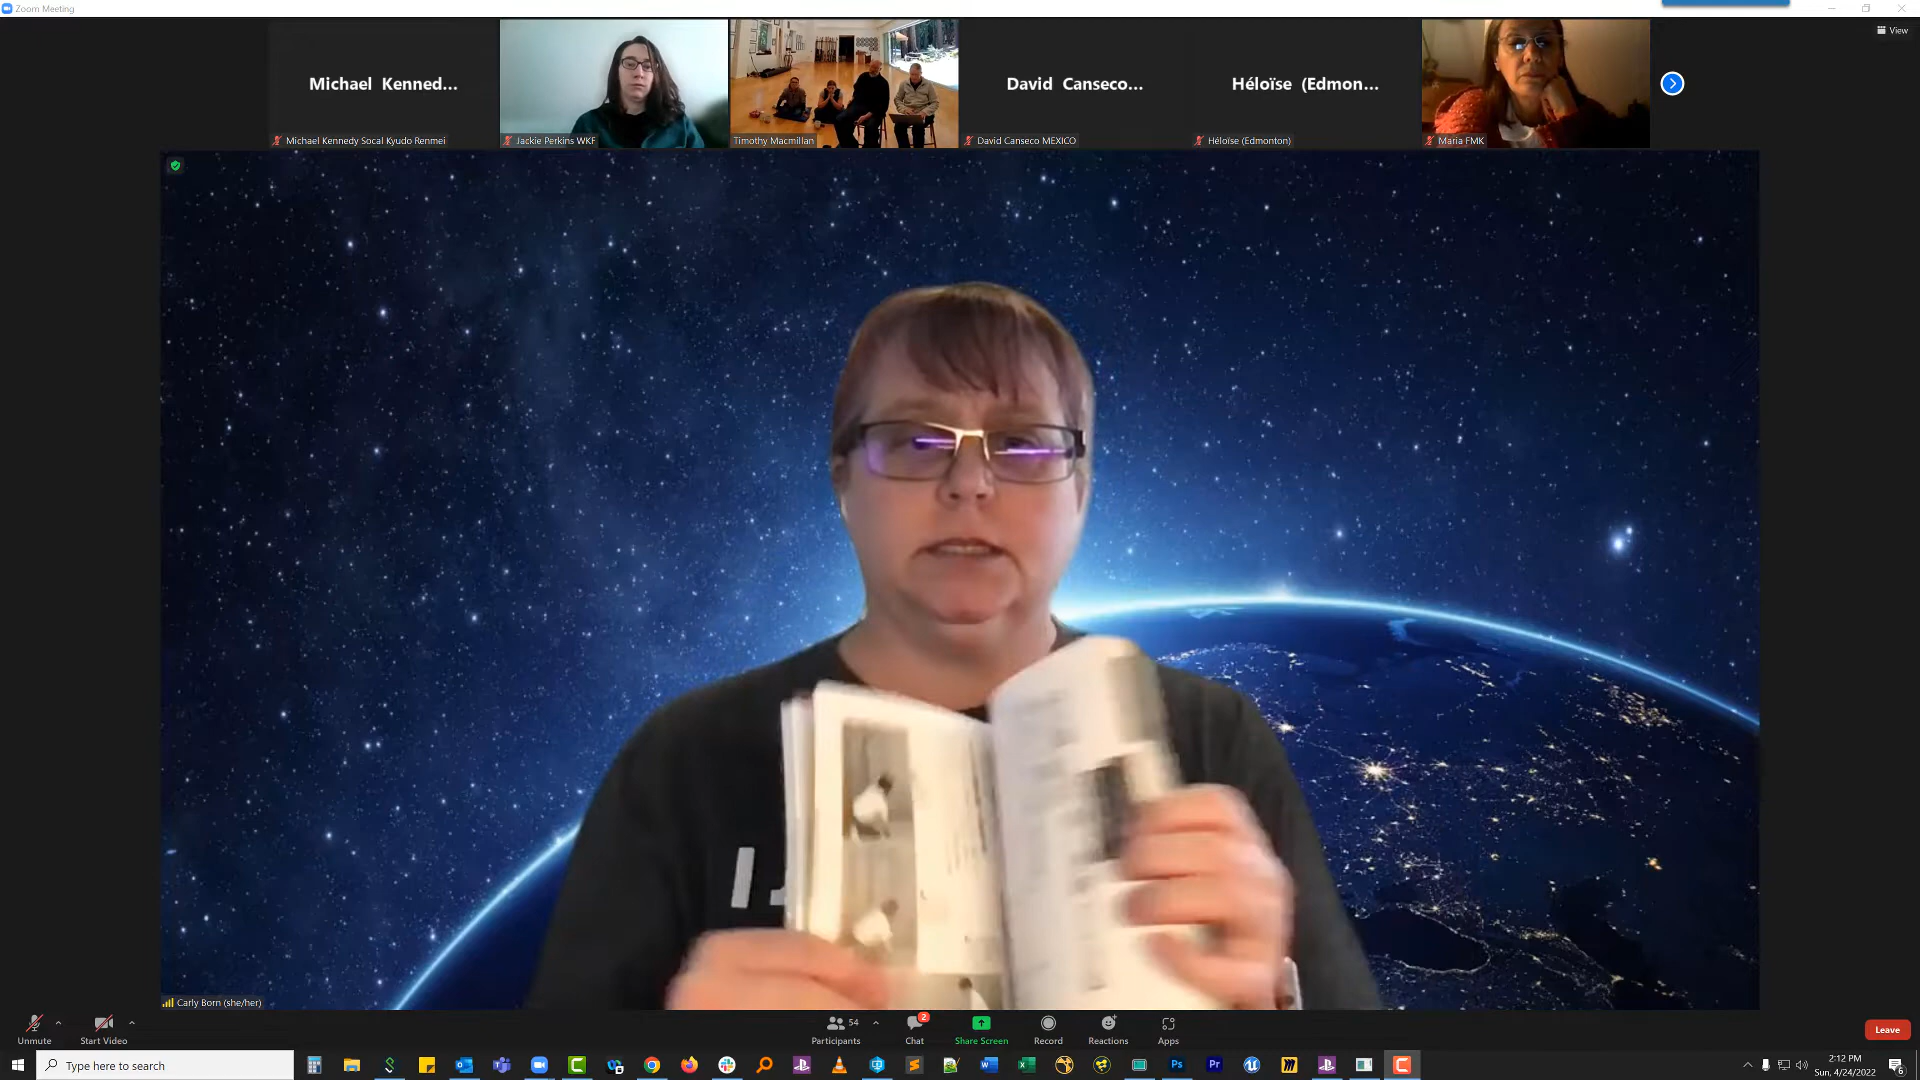 Zoom Meeting
View
Michael Kenned...
David Canseco...
Héloïse (Edmon...
Michael Kennedy Socal Kyudo Renmei
Jackie Perkins WKF
Timothy Macmillan
David Canseco MEXICO
Héloïse (Edmonton)
Maria FMK
Carly Born (she/her)
Unmute
Start Video
54
Participants
2
Chat
Share Screen
Record
Reactions
Apps
Leave
Type here to search
2:12 PM
Sun, 4/24/2022
6